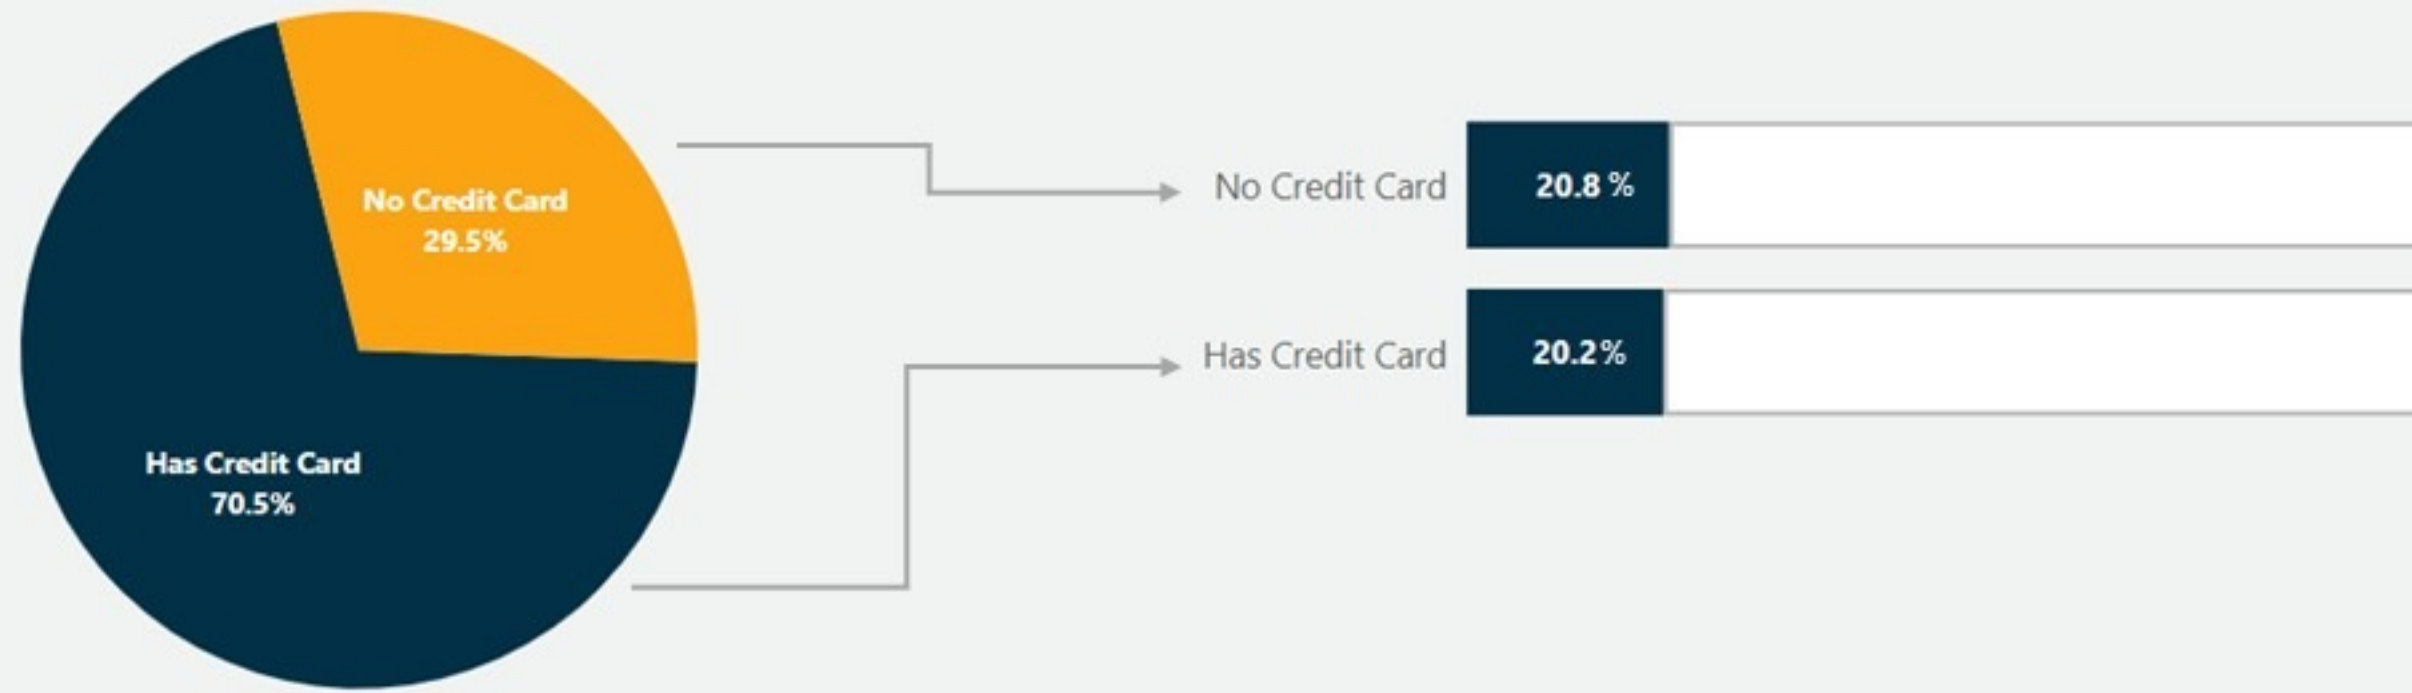 No Credit Card
29.5%
Has Credit Card
70.5%
No Credit Card
20.8 %
Has Credit Card
20.2%